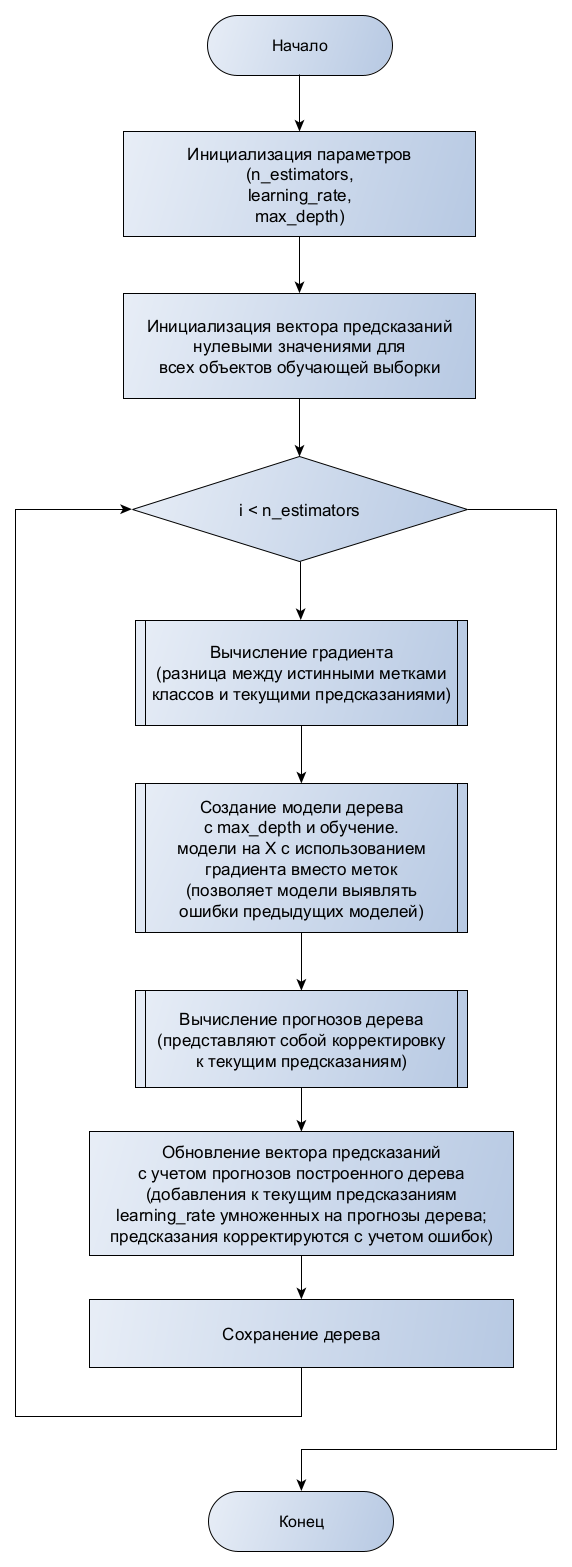 Начало
Инициализация параметров
(n_estimators,
learning_rate,
max_depth)
Инициализация вектора предсказаний
нулевыми значениями для
всех объектов обучающей выборки
i < n_estimators
Вычисление градиента
(разница между истинными метками
классов и текущими предсказаниями)
Создание модели дерева
с max_depth и обучение.
модели на X с использованием
градиента вместо меток
(позволяет модели выявлять
ошибки предыдущих моделей)
Вычисление прогнозов дерева
(представляют собой корректировку
к текущим предсказаниям)
Обновление вектора предсказаний
с учетом прогнозов построенного дерева
(добавления к текущим предсказаниям
learning_rate умноженных на прогнозы дерева;
предсказания корректируются с учетом ошибок)
Сохранение дерева
Конец